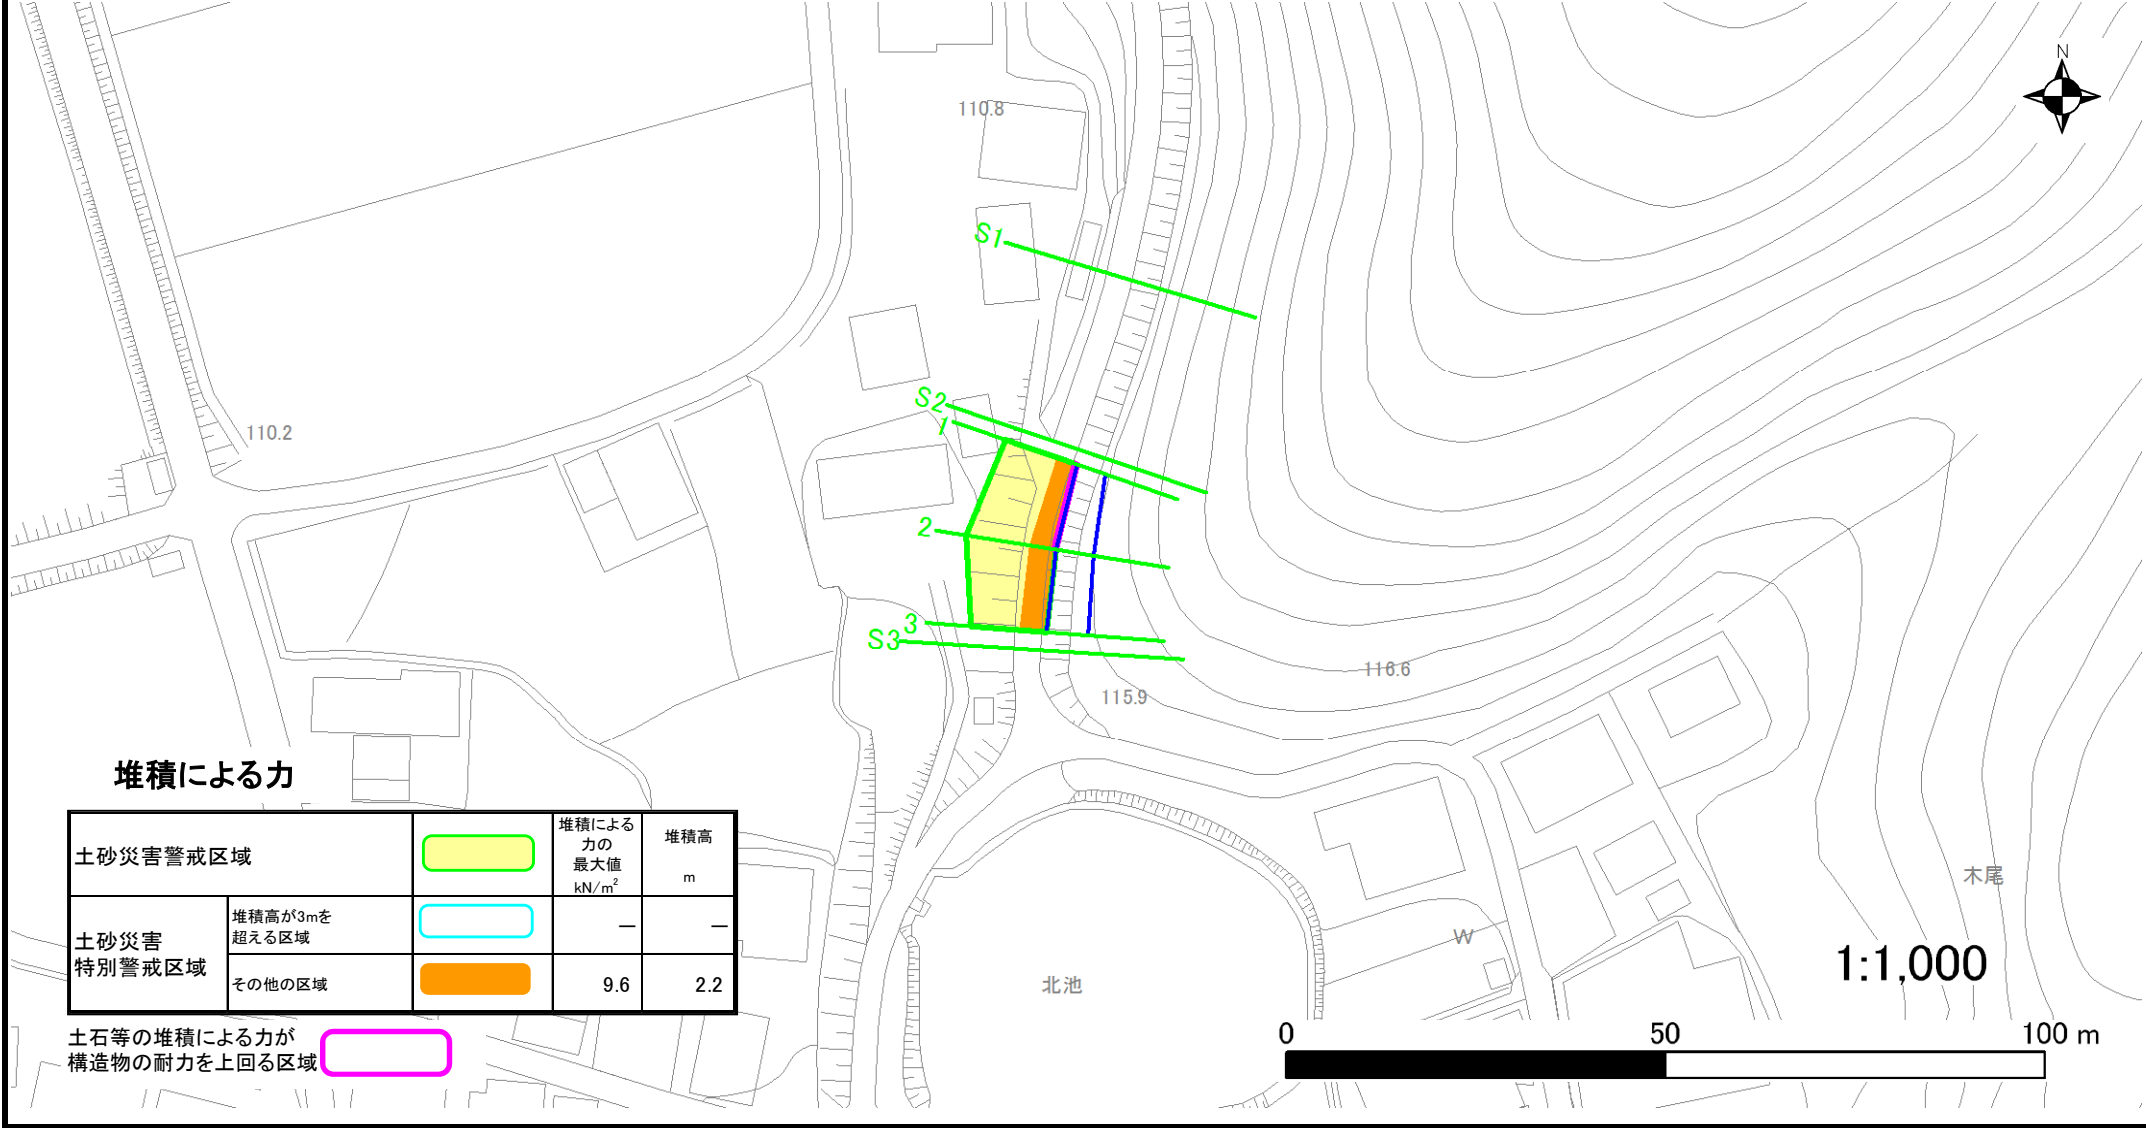 N
110.8
S1
S2
1
110.2
2
3
S3
116.6
115.9
堆積による力
土砂災害警戒区域
堆積による
力の
最大値
kN/m²
堆積高
m
土砂災害
特別警戒区域
堆積高が3mを
超える区域
—
—
その他の区域
9.6
2.2
土石等の堆積による力が
構造物の耐力を上回る区域
木尾
W
北池
1:1,000
0
50
100 m